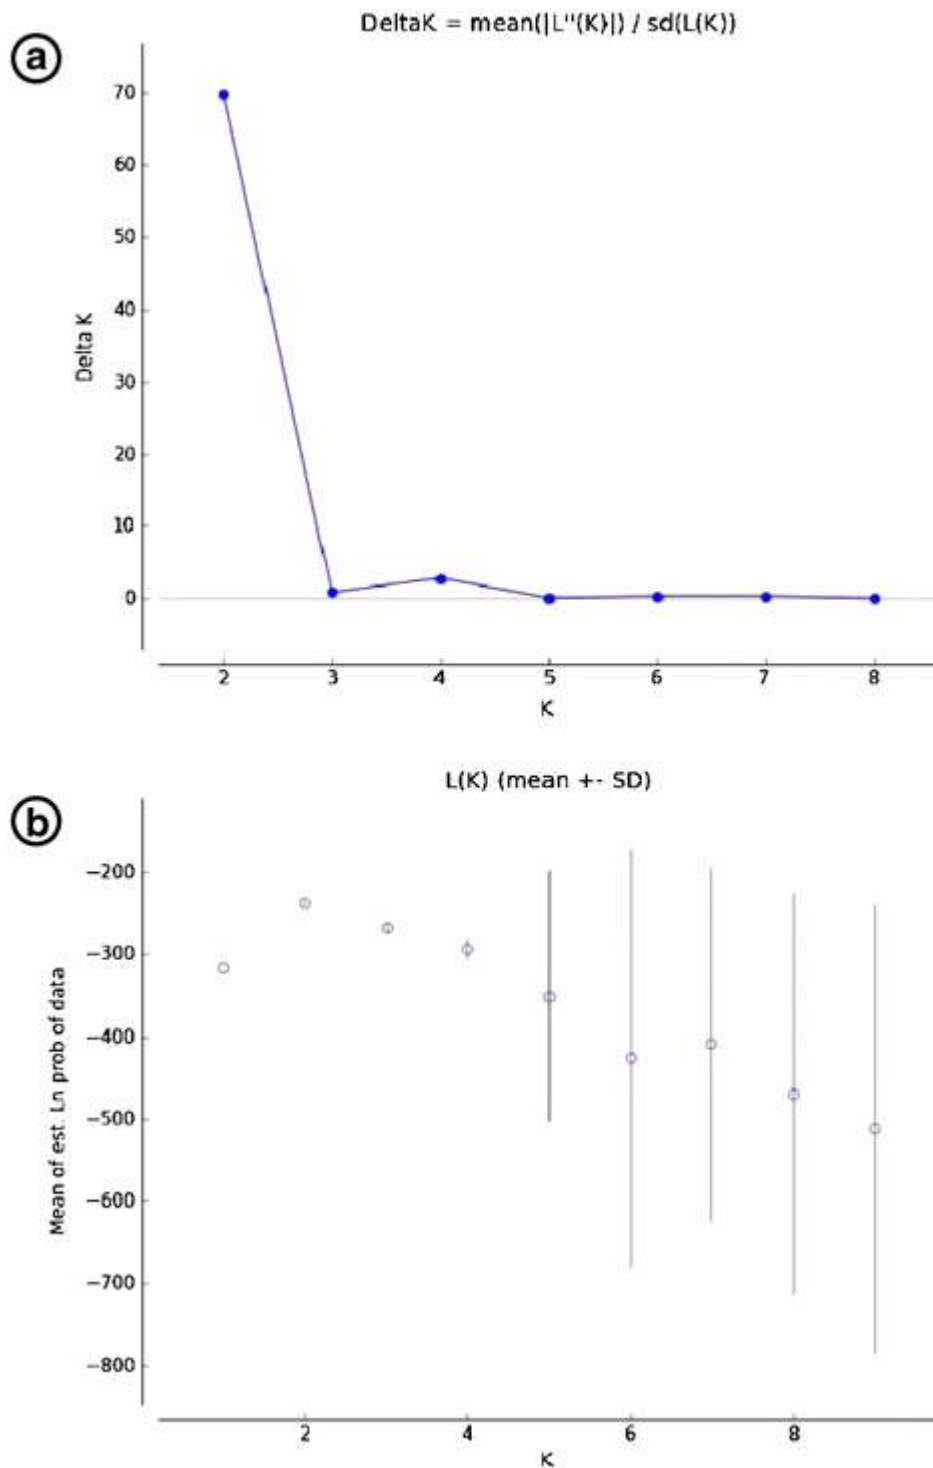 DeltaK = mean(|L"(K)|) / sd(L(K))
a
70
60
50
40
30
20
10
0
Delta K
2 3 4 5 6 7 8
K
L(K) (mean +- SD)
b
−200
−300
−400
−500
−600
−700
−800
Mean of est. Ln prob of data
2 4 6 8
K